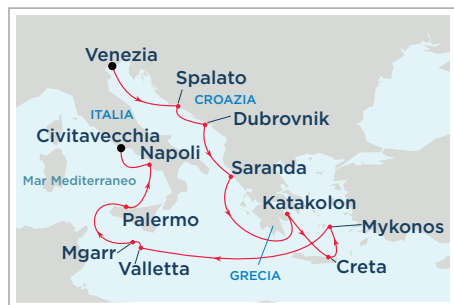 Venezia
Spalato
CROAZIA
ITALIA
Dubrovnik
Civitavecchia
Napoli
Saranda
Mar Mediterraneo
Katakolon
Palermo
Mykonos
Mgarr
Valletta
GRECIA
Creta